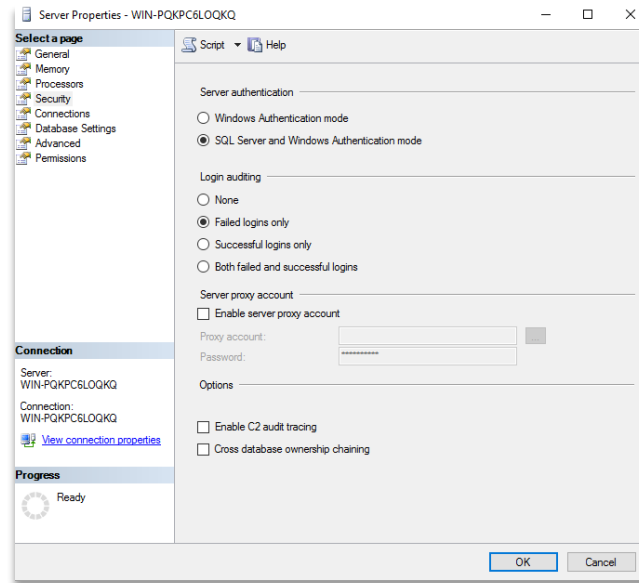 Server Properties - WIN-PQKPC6LOQKQ
Select a page
General
Memory
Processors
Security
Connections
Database Settings
Advanced
Permissions
Script
Help
Server authentication
Windows Authentication mode
SQL Server and Windows Authentication mode
Login auditing
None
Failed logins only
Successful logins only
Both failed and successful logins
Server proxy account
Enable server proxy account
Proxy account:
...
Password:
**********
Options
Enable C2 audit tracing
Cross database ownership chaining
Connection
Server:
WIN-PQKPC6LOQKQ
Connection:
WIN-PQKPC6LOQKQ
View connection properties
Progress
Ready
OK
Cancel